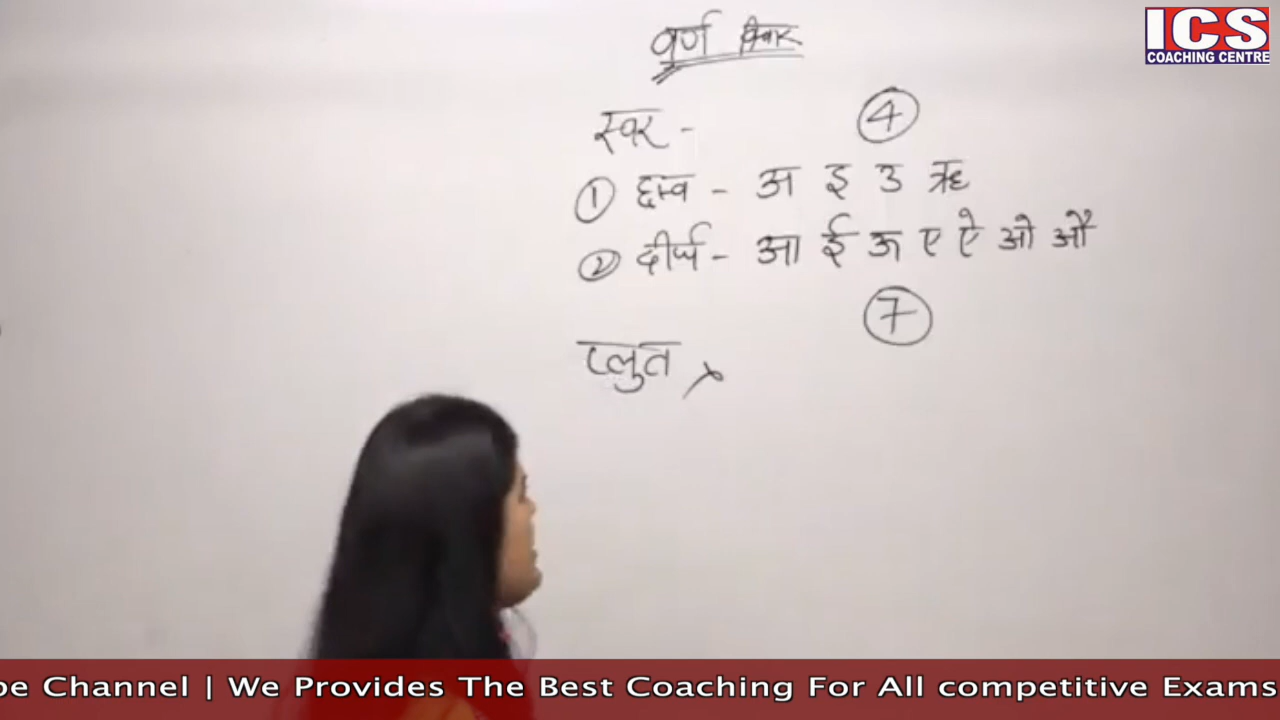 वर्ण विचार
ICS
COACHING CENTRE
स्वर -
④
① ह्रस्व - अ इ उ ऋ
② दीर्घ - आ ई ऊ ए ऐ ओ औ
⑦
प्लुत ×
be Channel | We Provides The Best Coaching For All competitive Exams